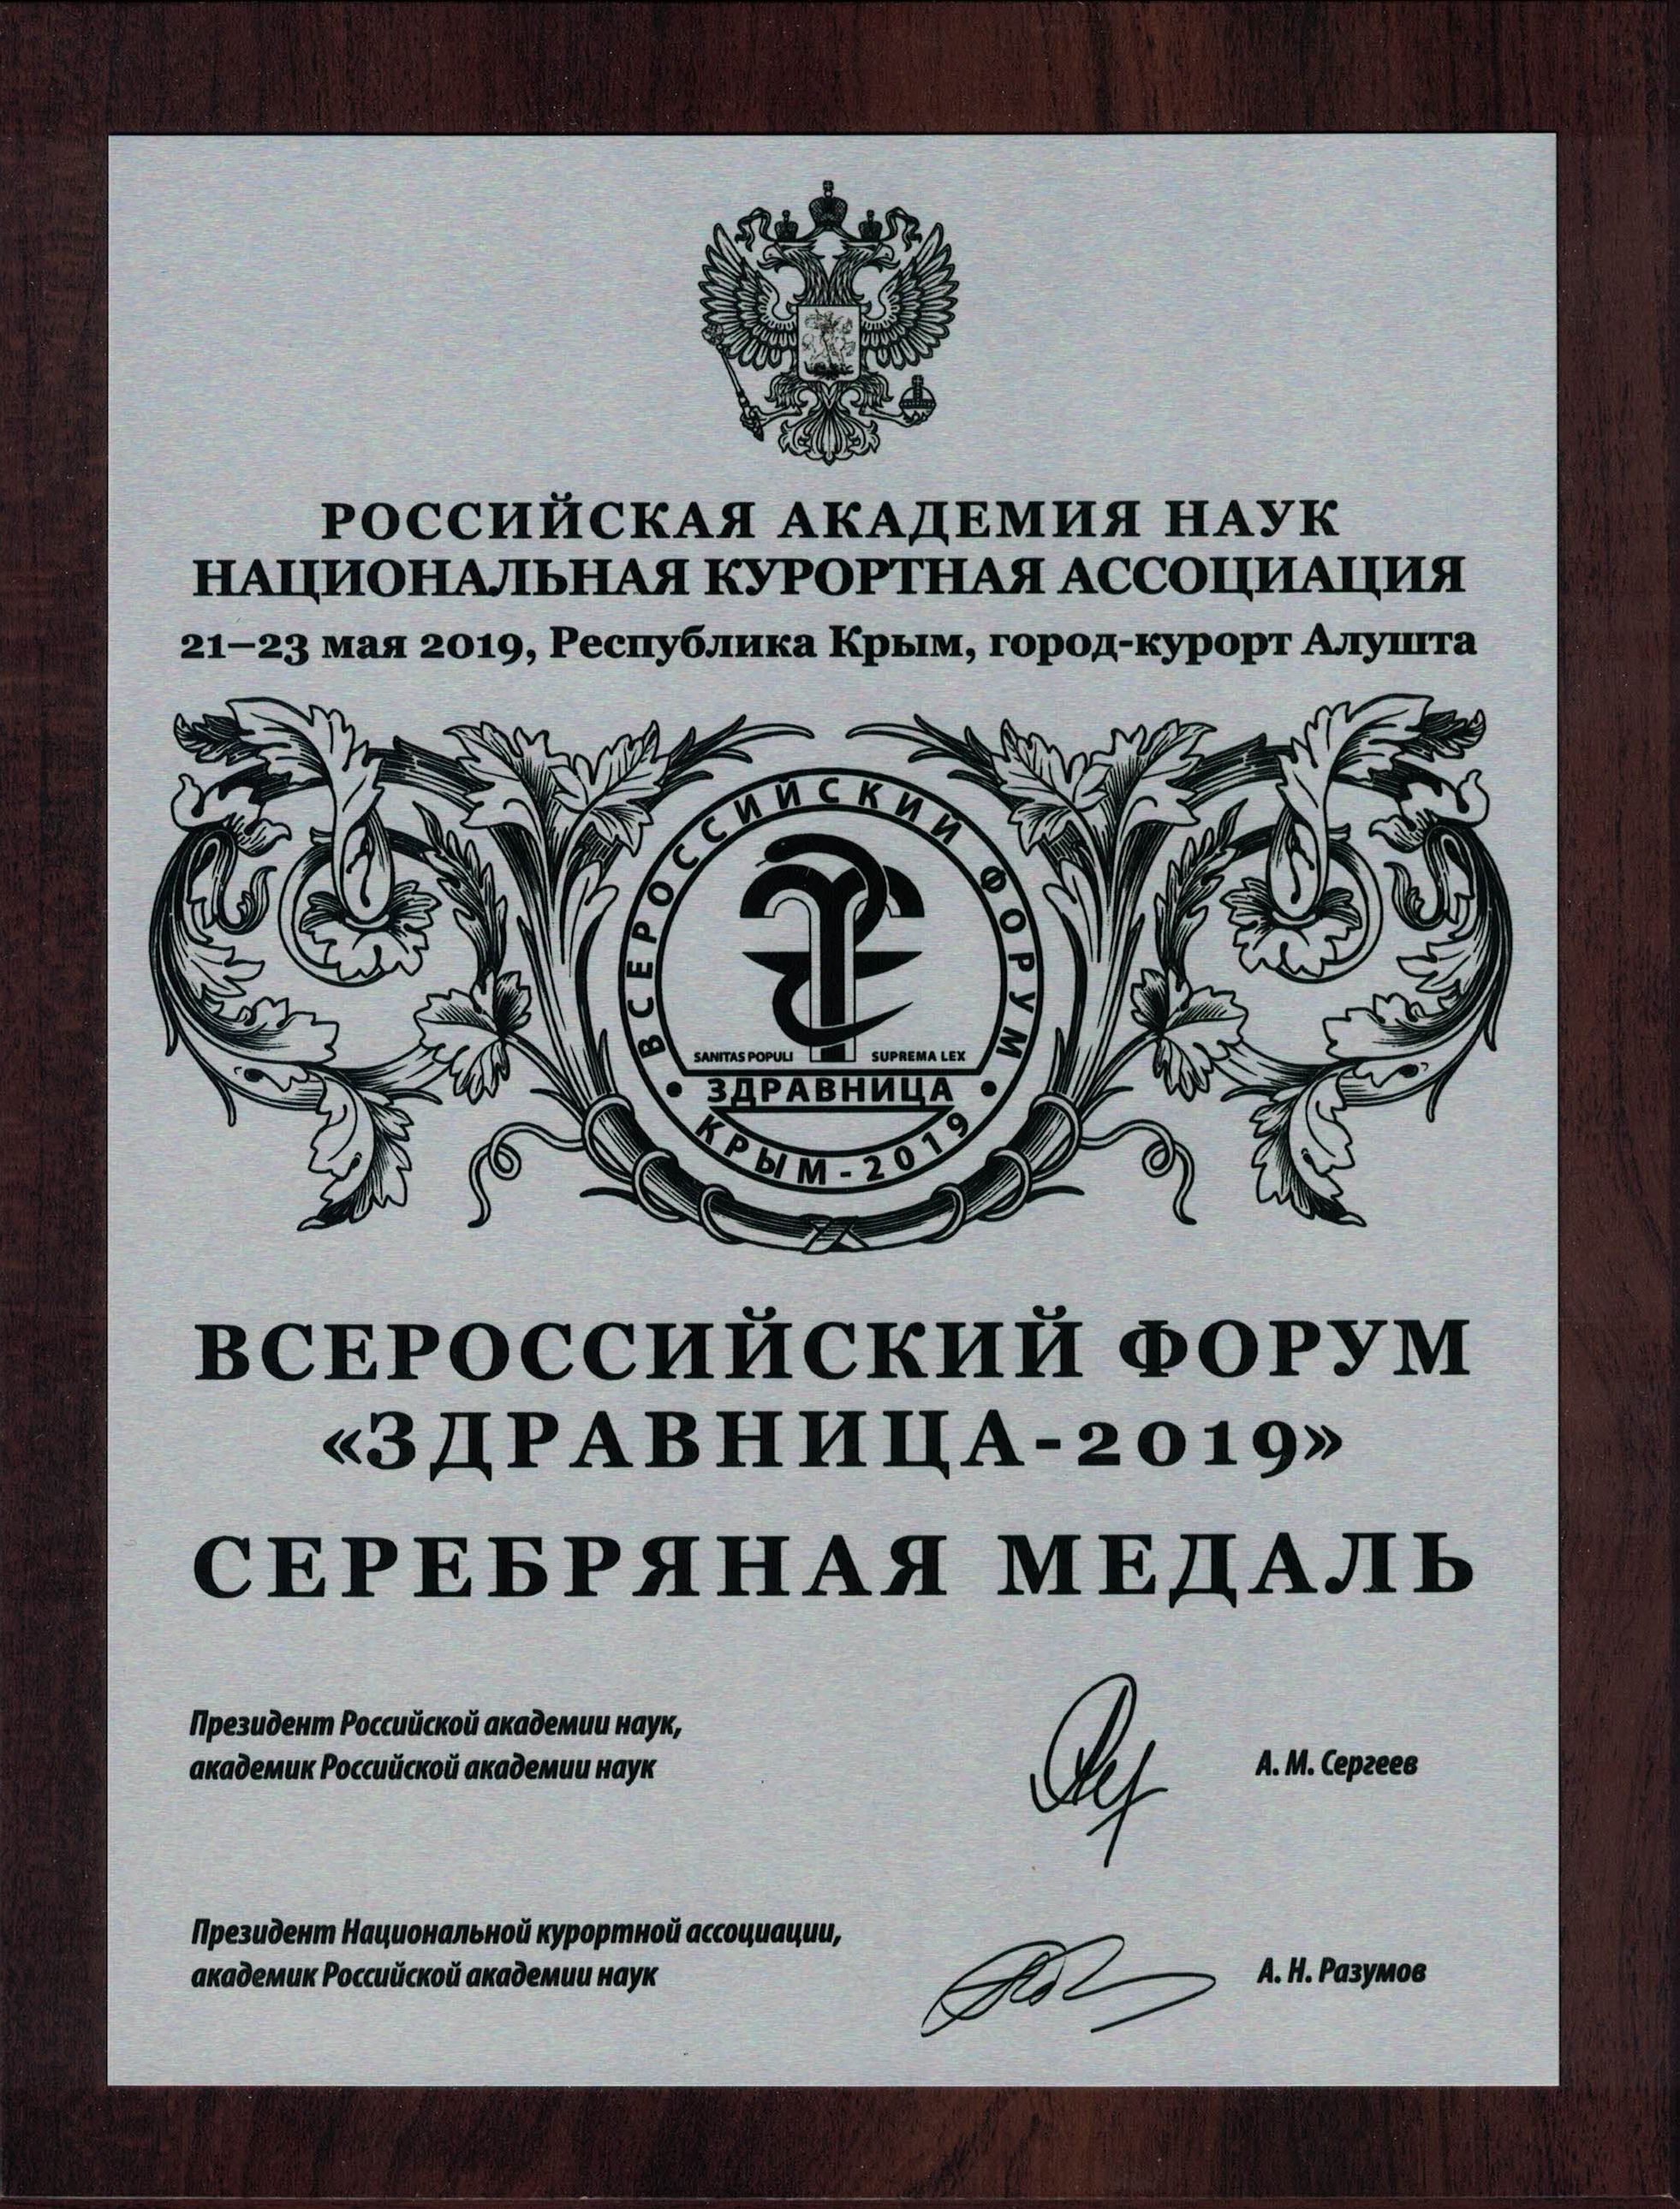 РОССИЙСКАЯ АКАДЕМИЯ НАУК
НАЦИОНАЛЬНАЯ КУРОРТНАЯ АССОЦИАЦИЯ
21–23 мая 2019, Республика Крым, город-курорт Алушта
ВСЕРОССИЙСКИЙ ФОРУМ
SANITAS POPULI SUPREMA LEX
• ЗДРАВНИЦА •
КРЫМ-2019
ВСЕРОССИЙСКИЙ ФОРУМ
«ЗДРАВНИЦА-2019»
СЕРЕБРЯНАЯ МЕДАЛЬ
Президент Российской академии наук,
академик Российской академии наук
А. М. Сергеев
Президент Национальной курортной ассоциации,
академик Российской академии наук
А. Н. Разумов